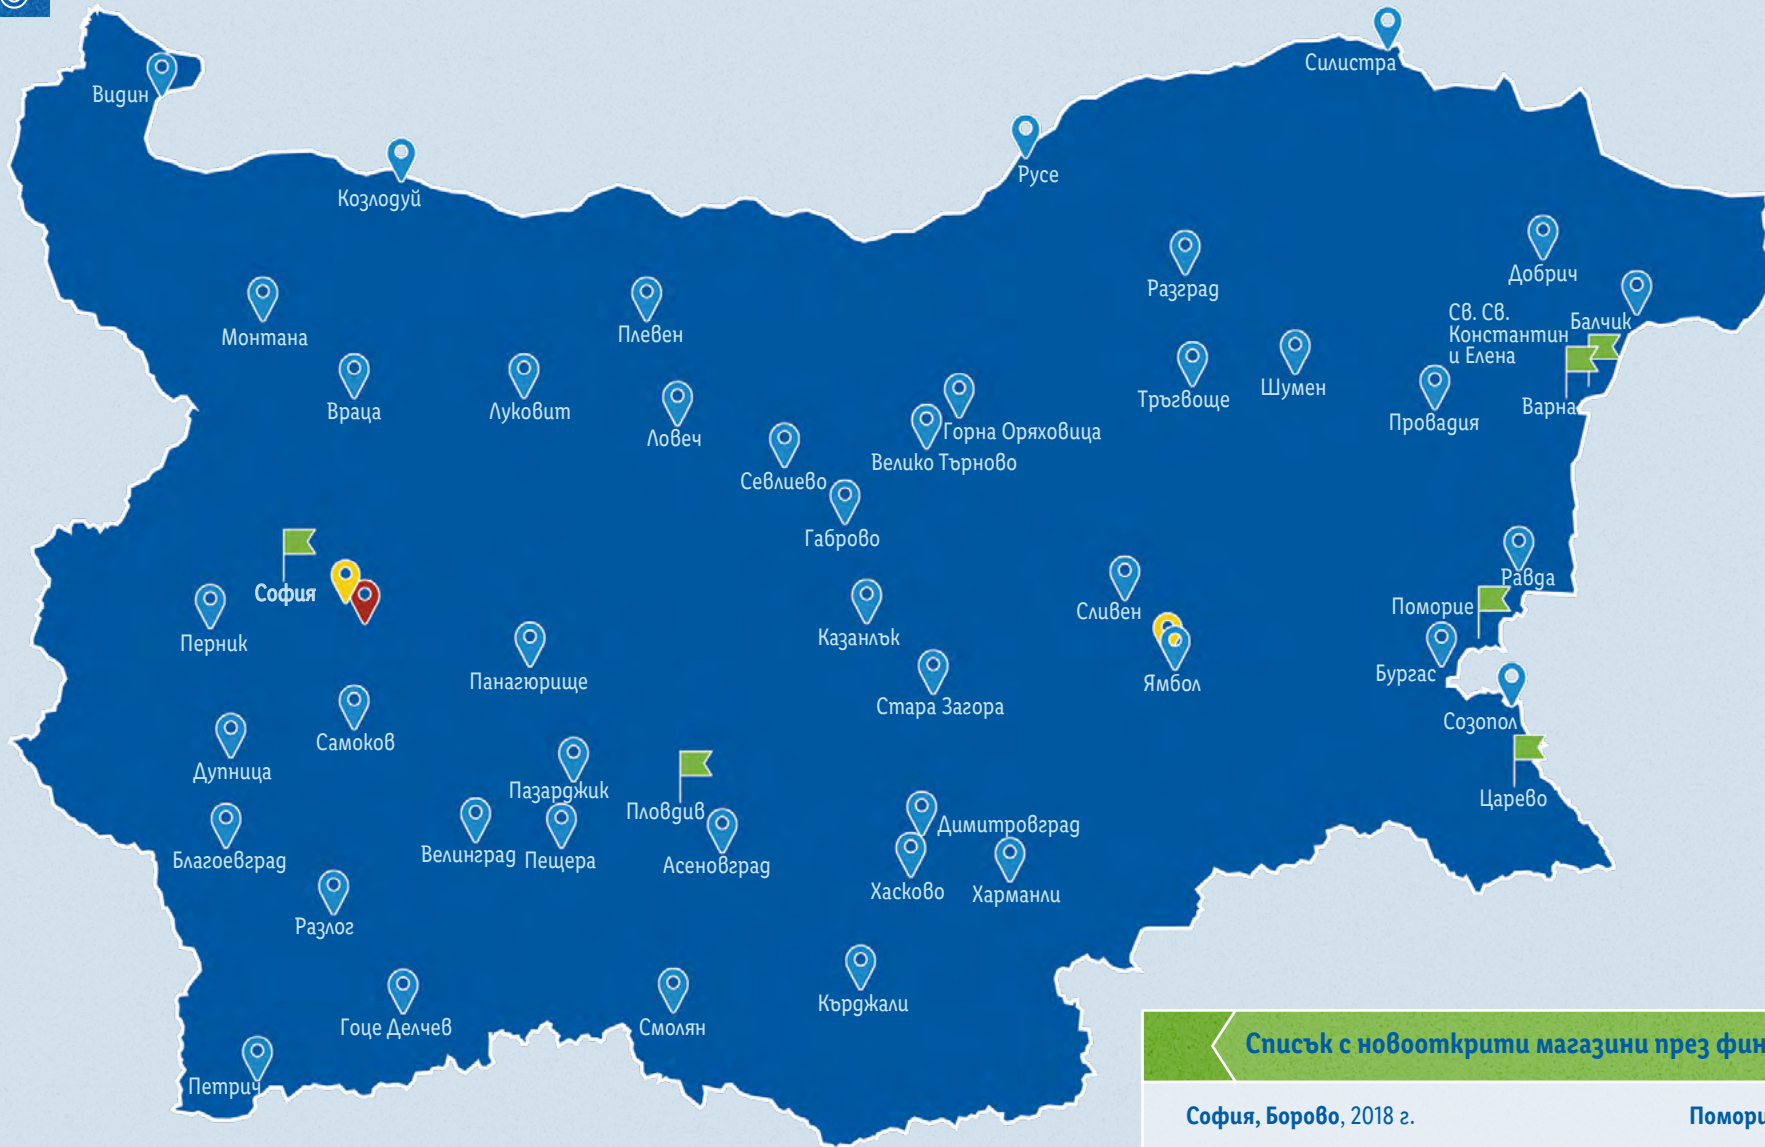 Силистра
Видин
Русе
Козлодуй
Добрич
Разград
Св. Св.
Константин
и Елена
Балчик
Монтана
Плевен
Враца
Луковит
Ловеч
Тръгвоще
Шумен
Провадия
Варна
Горна Оряховица
Велико Търново
Севлиево
Габрово
София
Равда
Перник
Казанлък
Сливен
Поморие
Панагюрище
Ямбол
Бургас
Стара Загора
Созопол
Самоков
Дупница
Пазарджик
Пловдив
Царево
Димитровград
Благоевград
Велинград
Пещера
Асеновград
Хасково
Харманли
Разлог
Кърджали
Гоце Делчев
Смолян
Петрич
Списък с новооткрити магазини през фин
София, Борово, 2018 г.
Помори